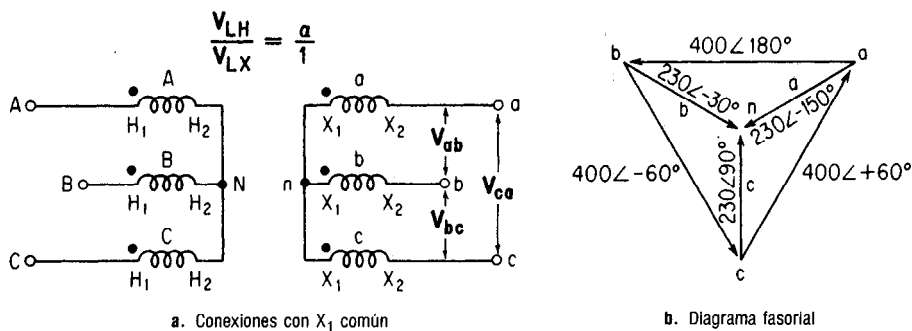 V_LH / V_LX = a / 1
A
A
H₁ H₂
B
B
H₁ H₂
N
C
C
H₁ H₂
a
X₁ X₂
a
V_ab
n
b
X₁ X₂
b
V_ca
V_bc
c
X₁ X₂
c
a. Conexiones con X₁ común
400∠180°
b
a
230∠-30°
b
n
a
230∠-150°
400∠-60°
230∠90°
c
400∠+60°
c
b. Diagrama fasorial